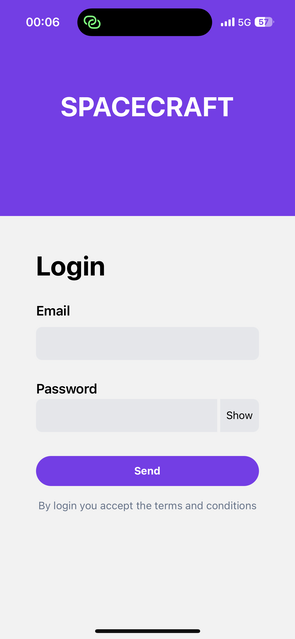 00:06
5G
57
SPACECRAFT
Login
Email
Password
Show
Send
By login you accept the terms and conditions